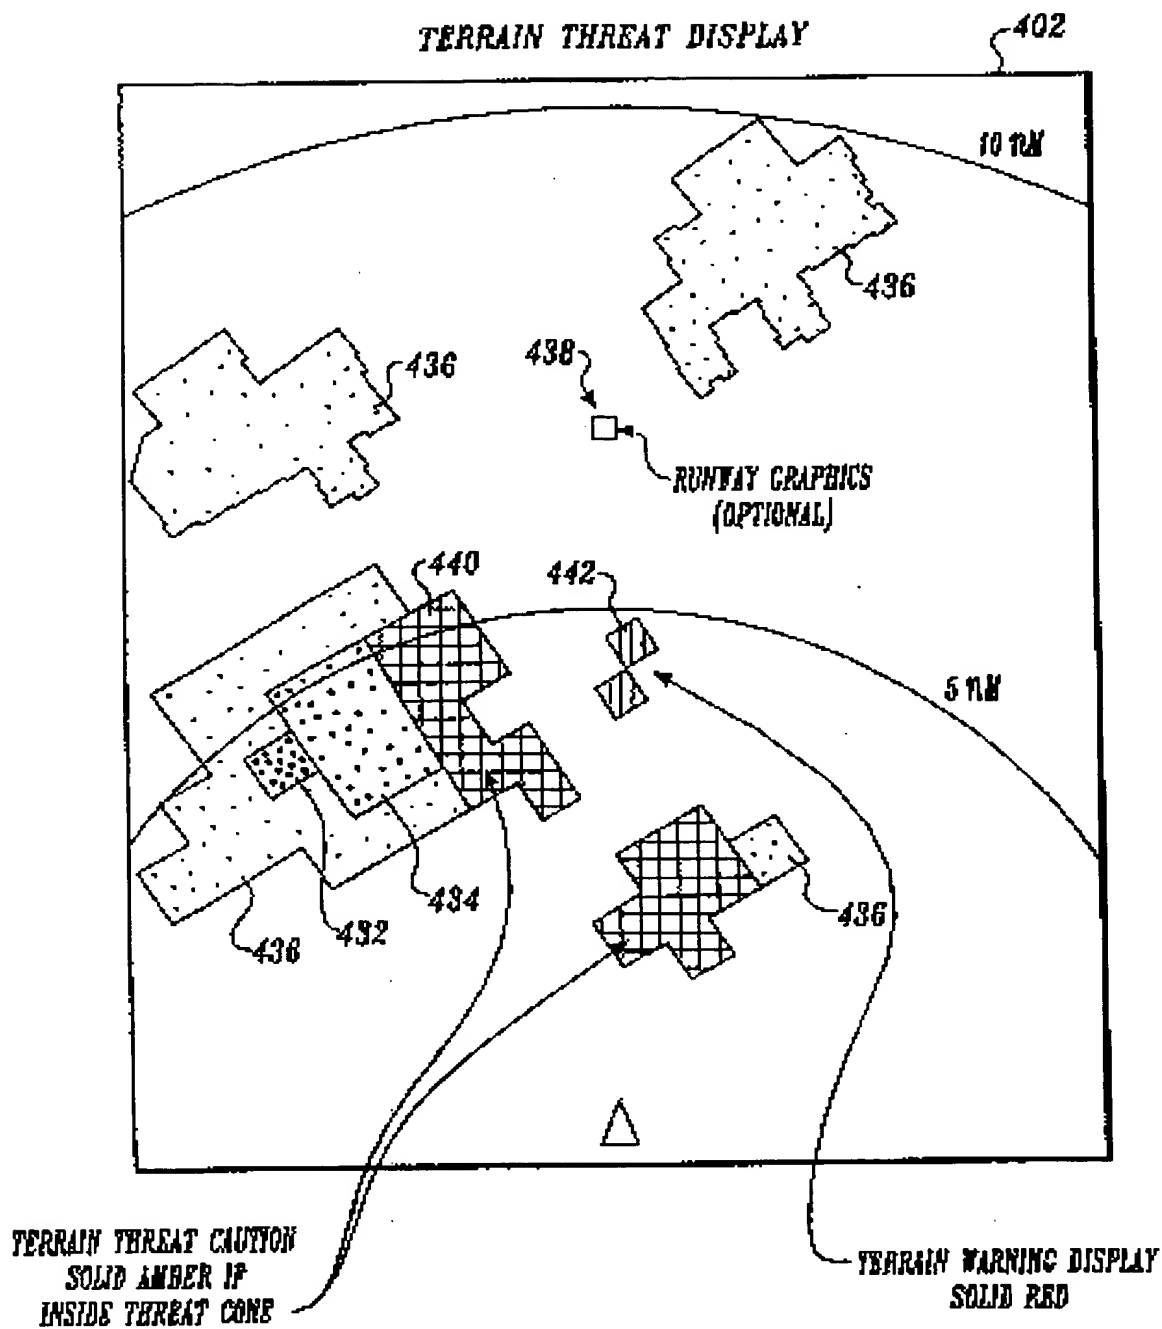 TERRAIN THREAT DISPLAY
402
10 NM
436
436
438
RUNWAY GRAPHICS
(OPTIONAL)
440
442
5 NM
434
436
432
436
TERRAIN THREAT CAUTION
SOLID AMBER IF
INSIDE THREAT CONE
TERRAIN WARNING DISPLAY
SOLID RED